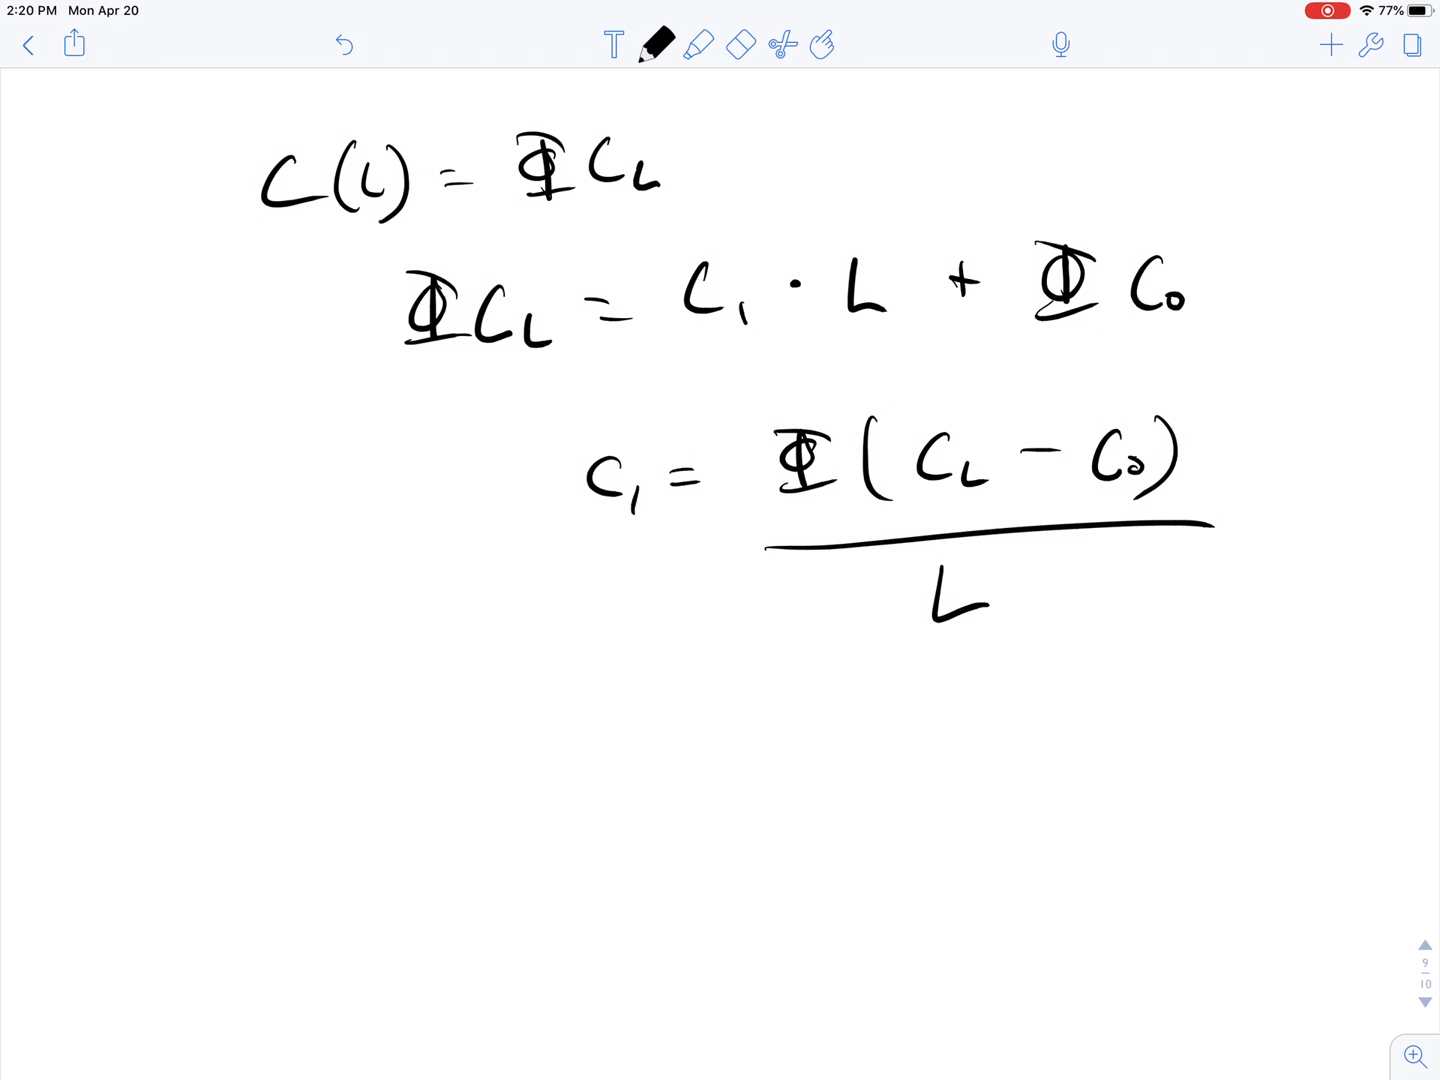 2:20 PM Mon Apr 20
77%
T
C(L) = Φ C_L
Φ C_L = C_1 · L + Φ C_0
C_1 = Φ ( C_L − C_0 )
L
9
10